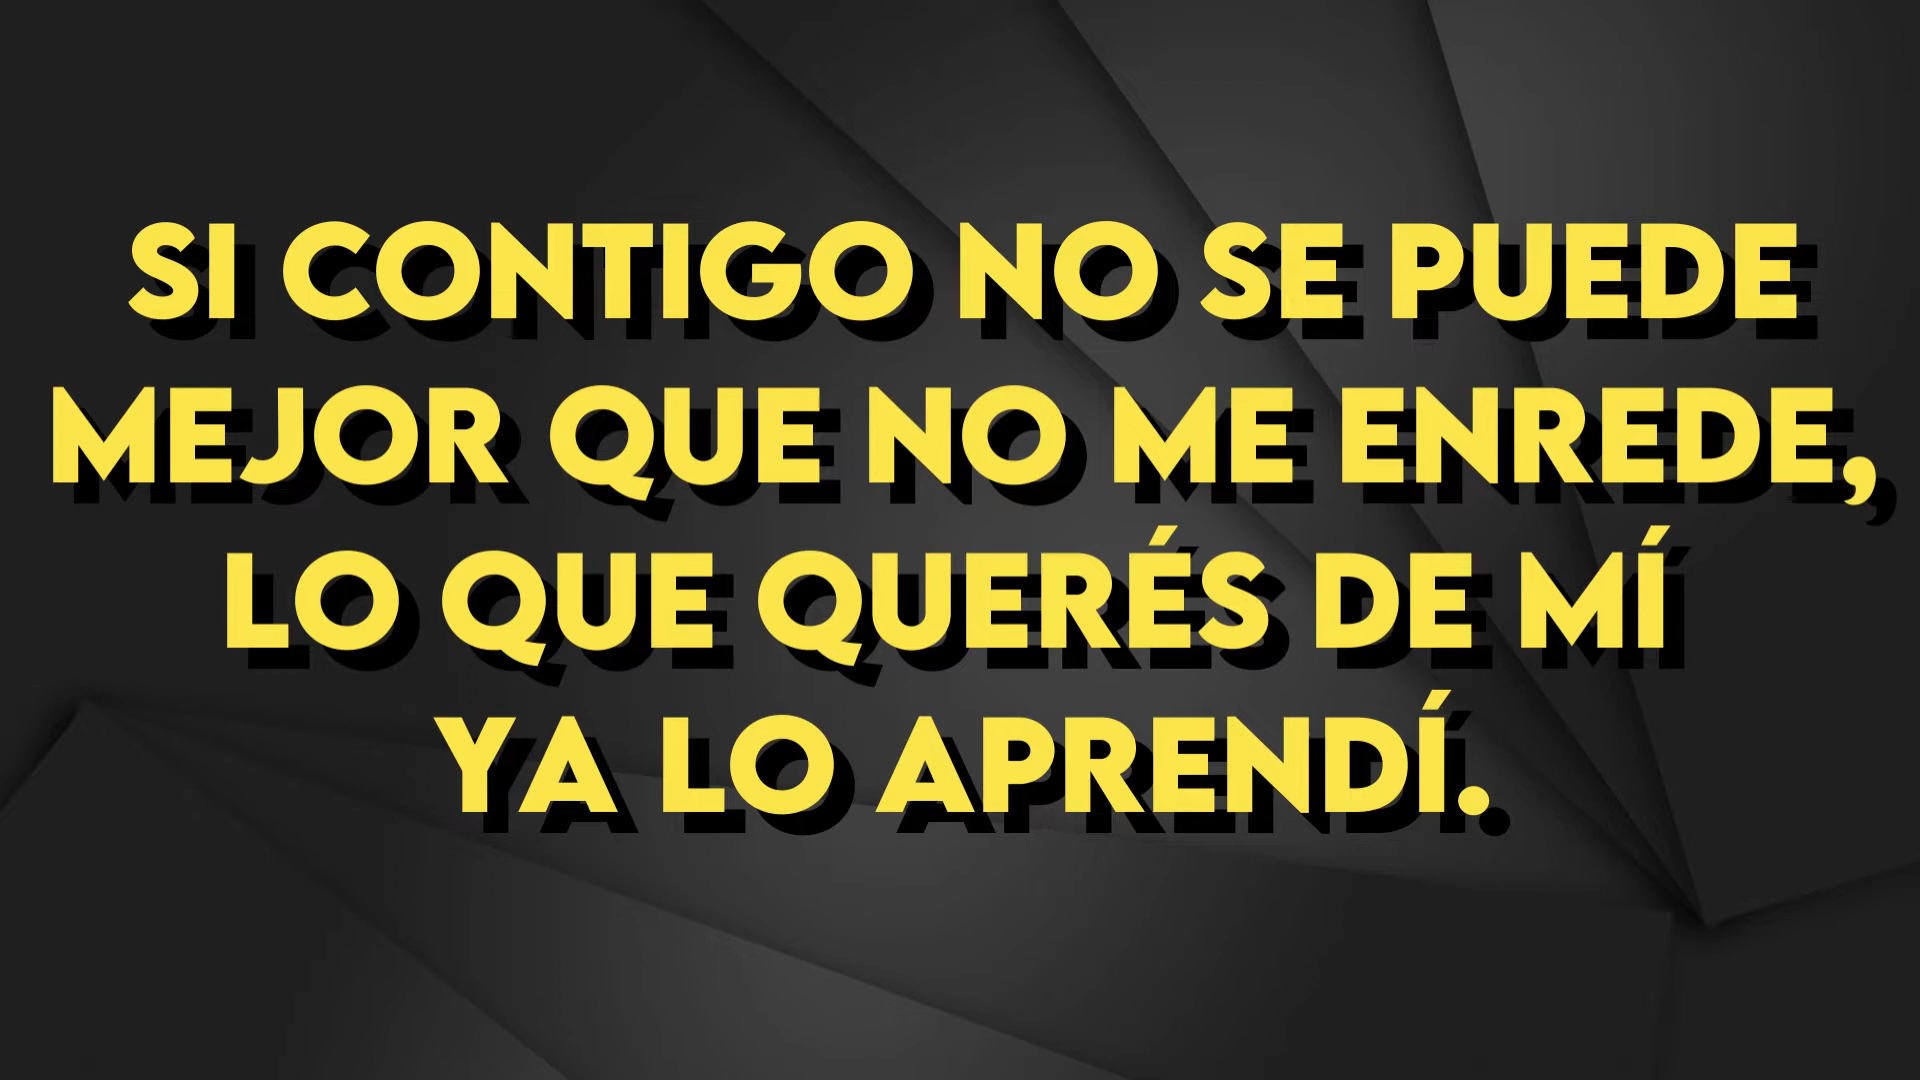 SI CONTIGO NO SE PUEDE
MEJOR QUE NO ME ENREDE,
LO QUE QUERÉS DE MÍ
YA LO APRENDÍ.